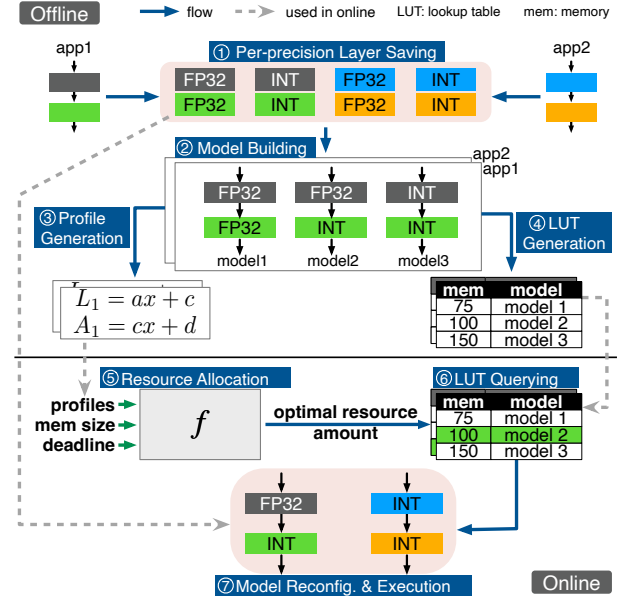 Offline
flow
used in online
LUT: lookup table
mem: memory
app1
① Per-precision Layer Saving
app2
FP32 INT FP32 INT
FP32 INT FP32 INT
② Model Building
app2
app1
FP32 FP32 INT
FP32 INT INT
model1 model2 model3
③ Profile
Generation
④ LUT
Generation
L₁ = ax + c
A₁ = cx + d
mem model
75 model 1
100 model 2
150 model 3
⑤ Resource Allocation
profiles
mem size
deadline
f
optimal resource
amount
⑥ LUT Querying
mem model
75 model 1
100 model 2
150 model 3
FP32 INT
INT INT
⑦ Model Reconfig. & Execution
Online